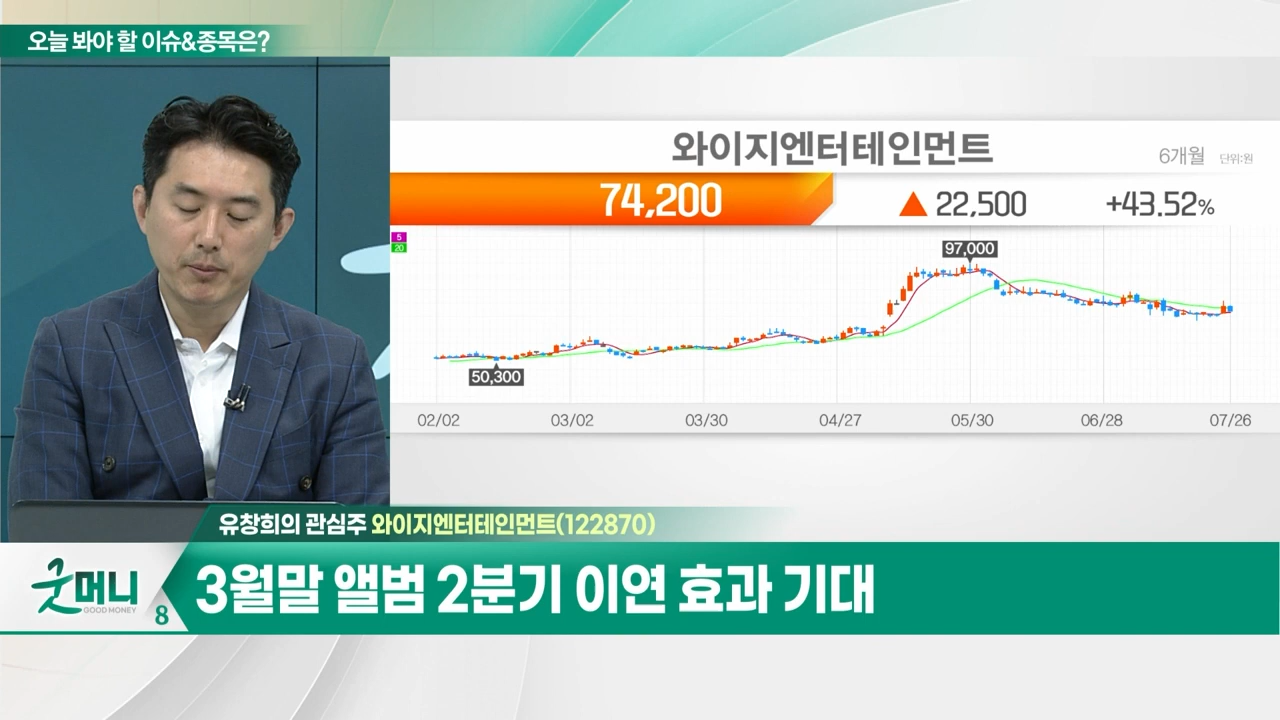 오늘 봐야 할 이슈&종목은?
와이지엔터테인먼트
6개월 단위:원
74,200 ▲ 22,500 +43.52%
5
20
97,000
50,300
02/02 03/02 03/30 04/27 05/30 06/28 07/26
유창희의 관심주 와이지엔터테인먼트(122870)
굿머니
GOOD MONEY
8
3월말 앨범 2분기 이연 효과 기대